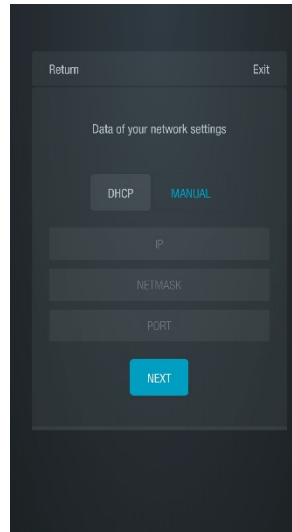 Return Exit
Data of your network settings
DHCP MANUAL
IP
NETMASK
PORT
NEXT